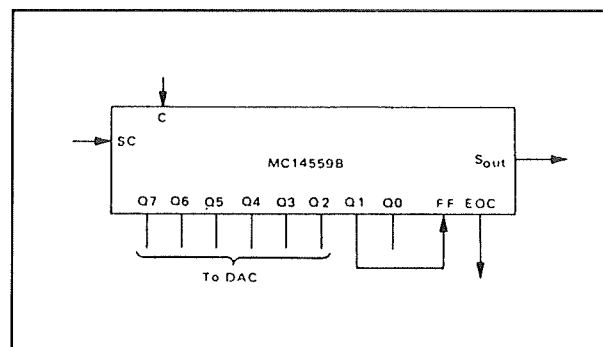 C
SC
MC14559B
Sout
Q7 Q6 Q5 Q4 Q3 Q2 Q1 Q0 FF EOC
To DAC